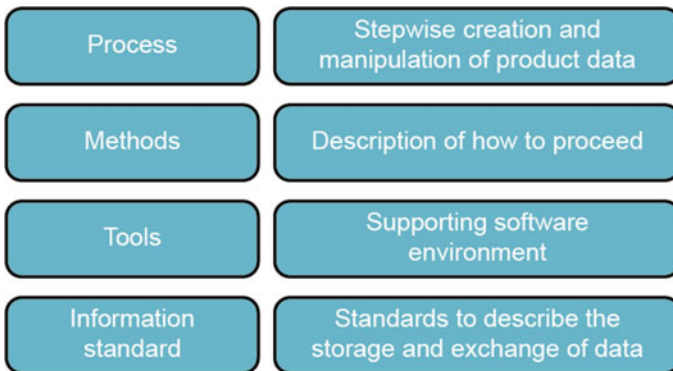 Process
Stepwise creation and
manipulation of product data
Methods
Description of how to proceed
Tools
Supporting software
environment
Information
standard
Standards to describe the
storage and exchange of data